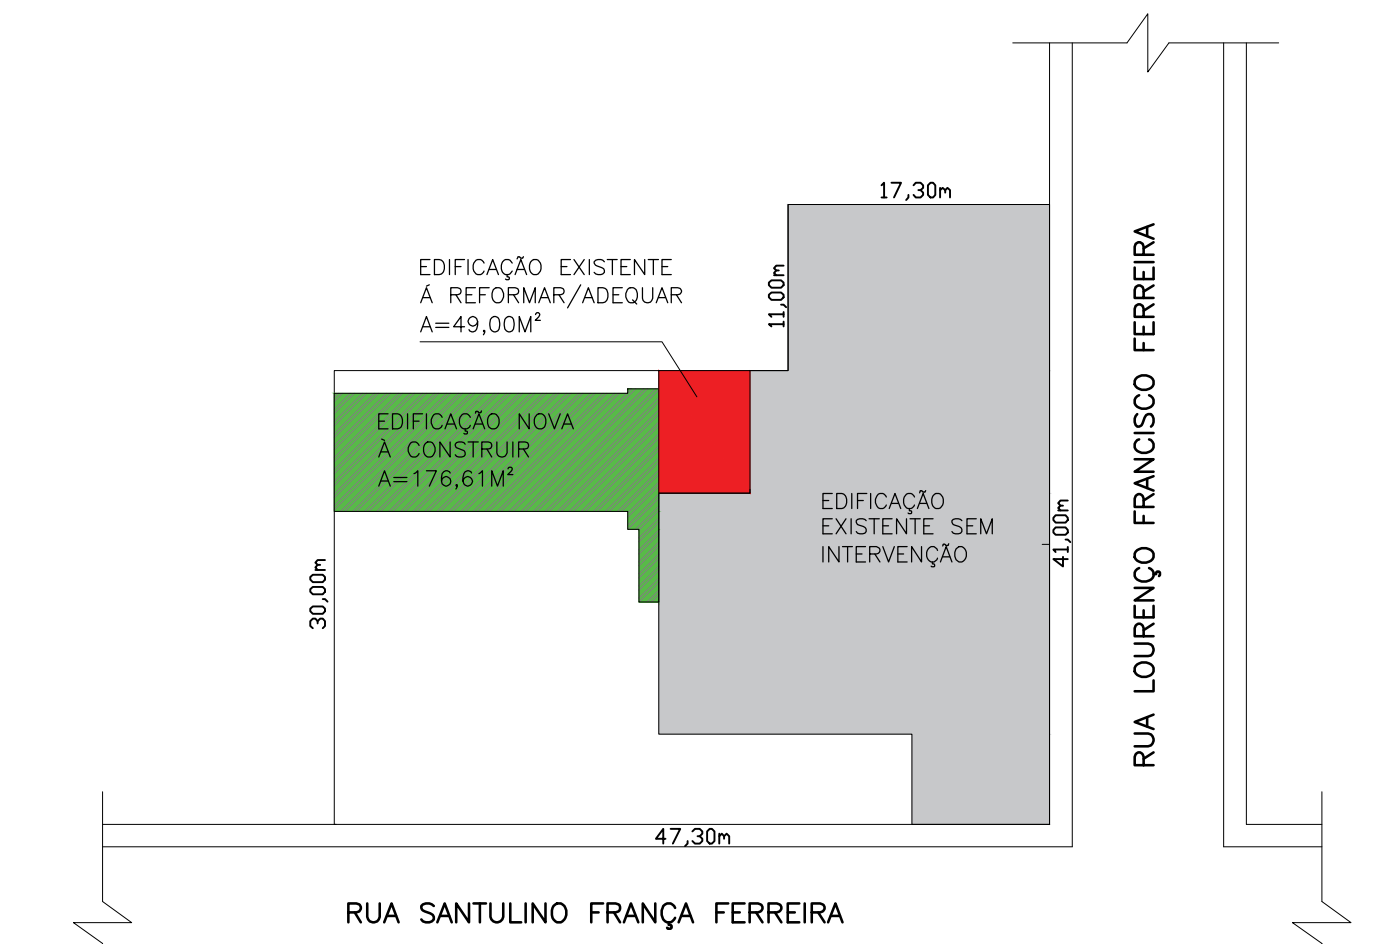 17,30m
EDIFICAÇÃO EXISTENTE
Á REFORMAR/ADEQUAR
A=49,00M²
11,00m
EDIFICAÇÃO NOVA
À CONSTRUIR
A=176,61M²
EDIFICAÇÃO
EXISTENTE SEM
INTERVENÇÃO
41,00m
30,00m
RUA LOURENÇO FRANCISCO FERREIRA
47,30m
RUA SANTULINO FRANÇA FERREIRA